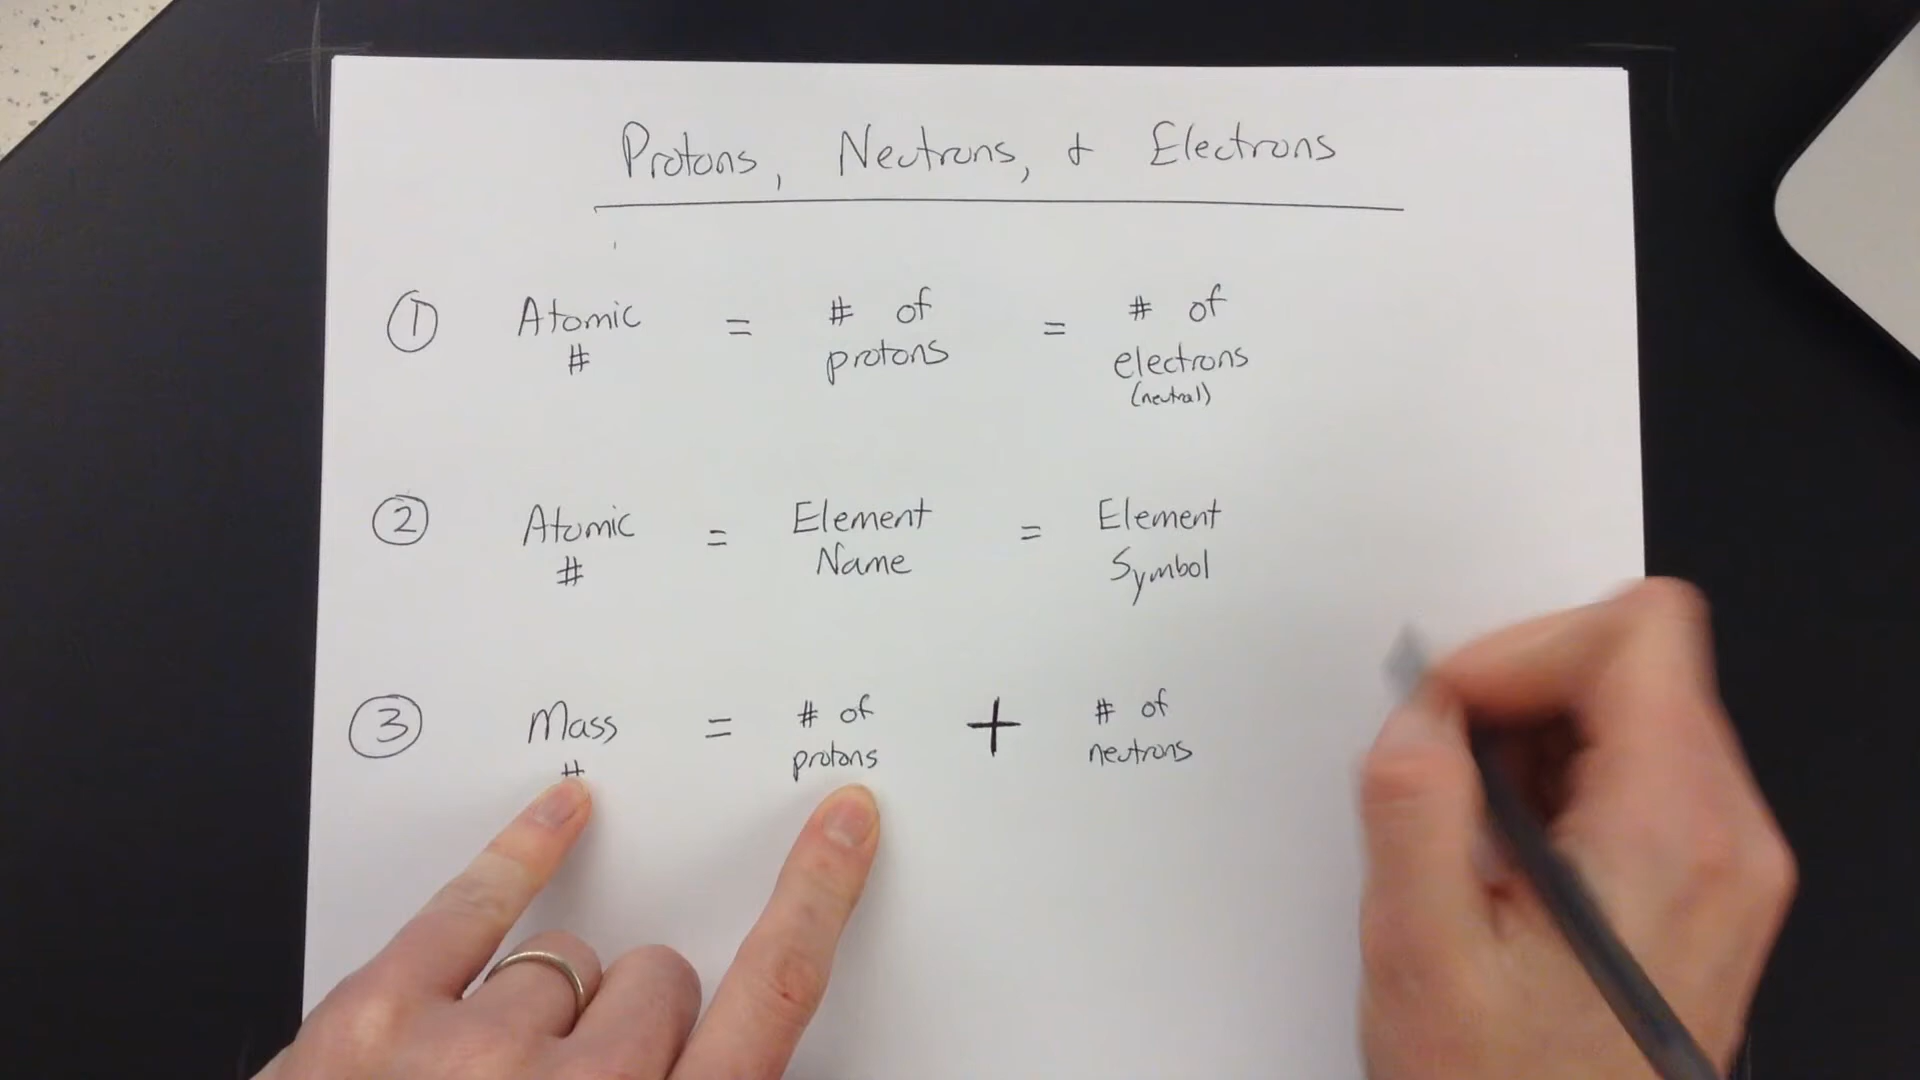 Protons, Neutrons, + Electrons
① Atomic # = # of protons = # of electrons (neutral)
② Atomic # = Element Name = Element Symbol
③ Mass # = # of protons + # of neutrons